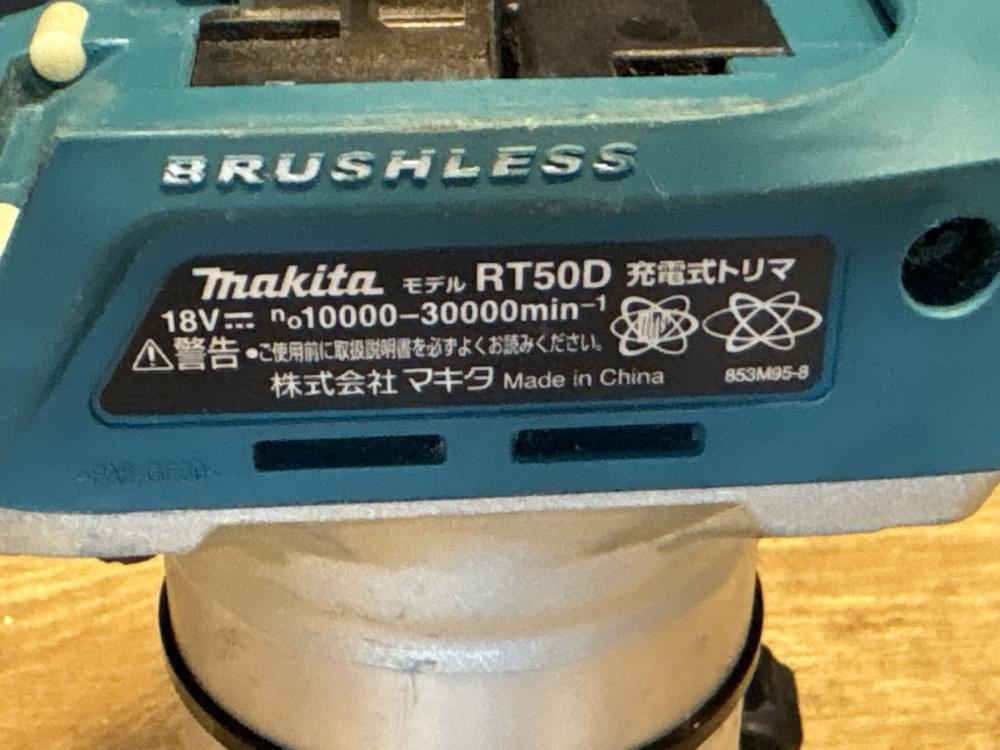 BRUSHLESS
makita モデル RT50D 充電式トリマ
18V⎓ n₀10000–30000min⁻¹
⚠警告 •ご使用前に取扱説明書を必ずよくお読みください。
株式会社 マキタ Made in China 853M95-8